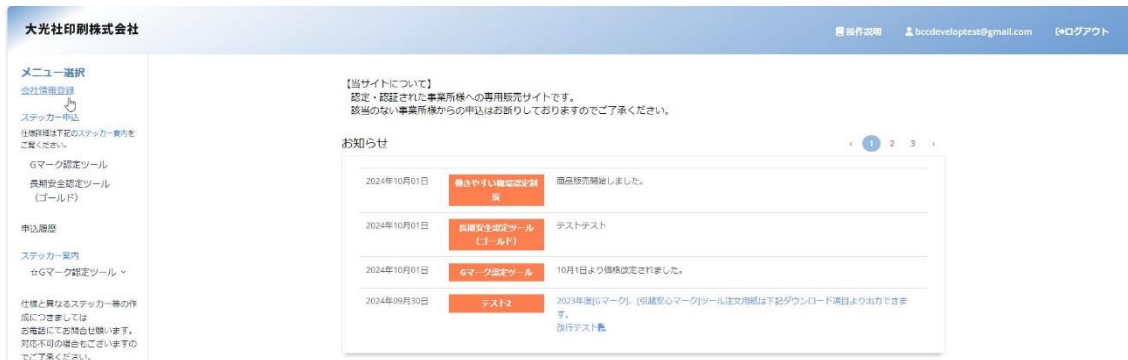 大光社印刷株式会社
操作説明 bccdeveloptest@gmail.com ログアウト
メニュー選択
会社情報登録
ステッカー申込
仕様詳細は下記のステッカー案内を
ご覧ください。
Gマーク認定ツール
長期安全認定ツール
(ゴールド)
申込履歴
ステッカー案内
☆Gマーク認定ツール
仕様と異なるステッカー等の作
成につきましては
お電話にてお問合せ願います。
対応不可の場合もございますの
でご了承ください。
【当サイトについて】
認定・認証された事業所様への専用販売サイトです。
該当のない事業所様からの申込はお断りしておりますのでご了承ください。
お知らせ
‹ 1 2 3 ›
2024年10月01日 働きやすい職場認定制
度 商品販売開始しました。
2024年10月01日 長期安全認定ツール
(ゴールド) テストテスト
2024年10月01日 Gマーク認定ツール 10月1日より価格改定されました。
2024年09月30日 テスト2 2023年度[Gマーク]、[引越安心マーク]ツール注文用紙は下記ダウンロード項目より出力できま
す。
改行テスト